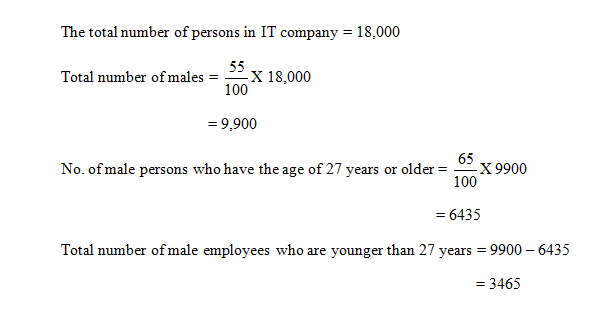 The total number of persons in IT company = 18,000
Total number of males = 55/100 X 18,000
= 9,900
No. of male persons who have the age of 27 years or older = 65/100 X 9900
= 6435
Total number of male employees who are younger than 27 years = 9900 – 6435
= 3465